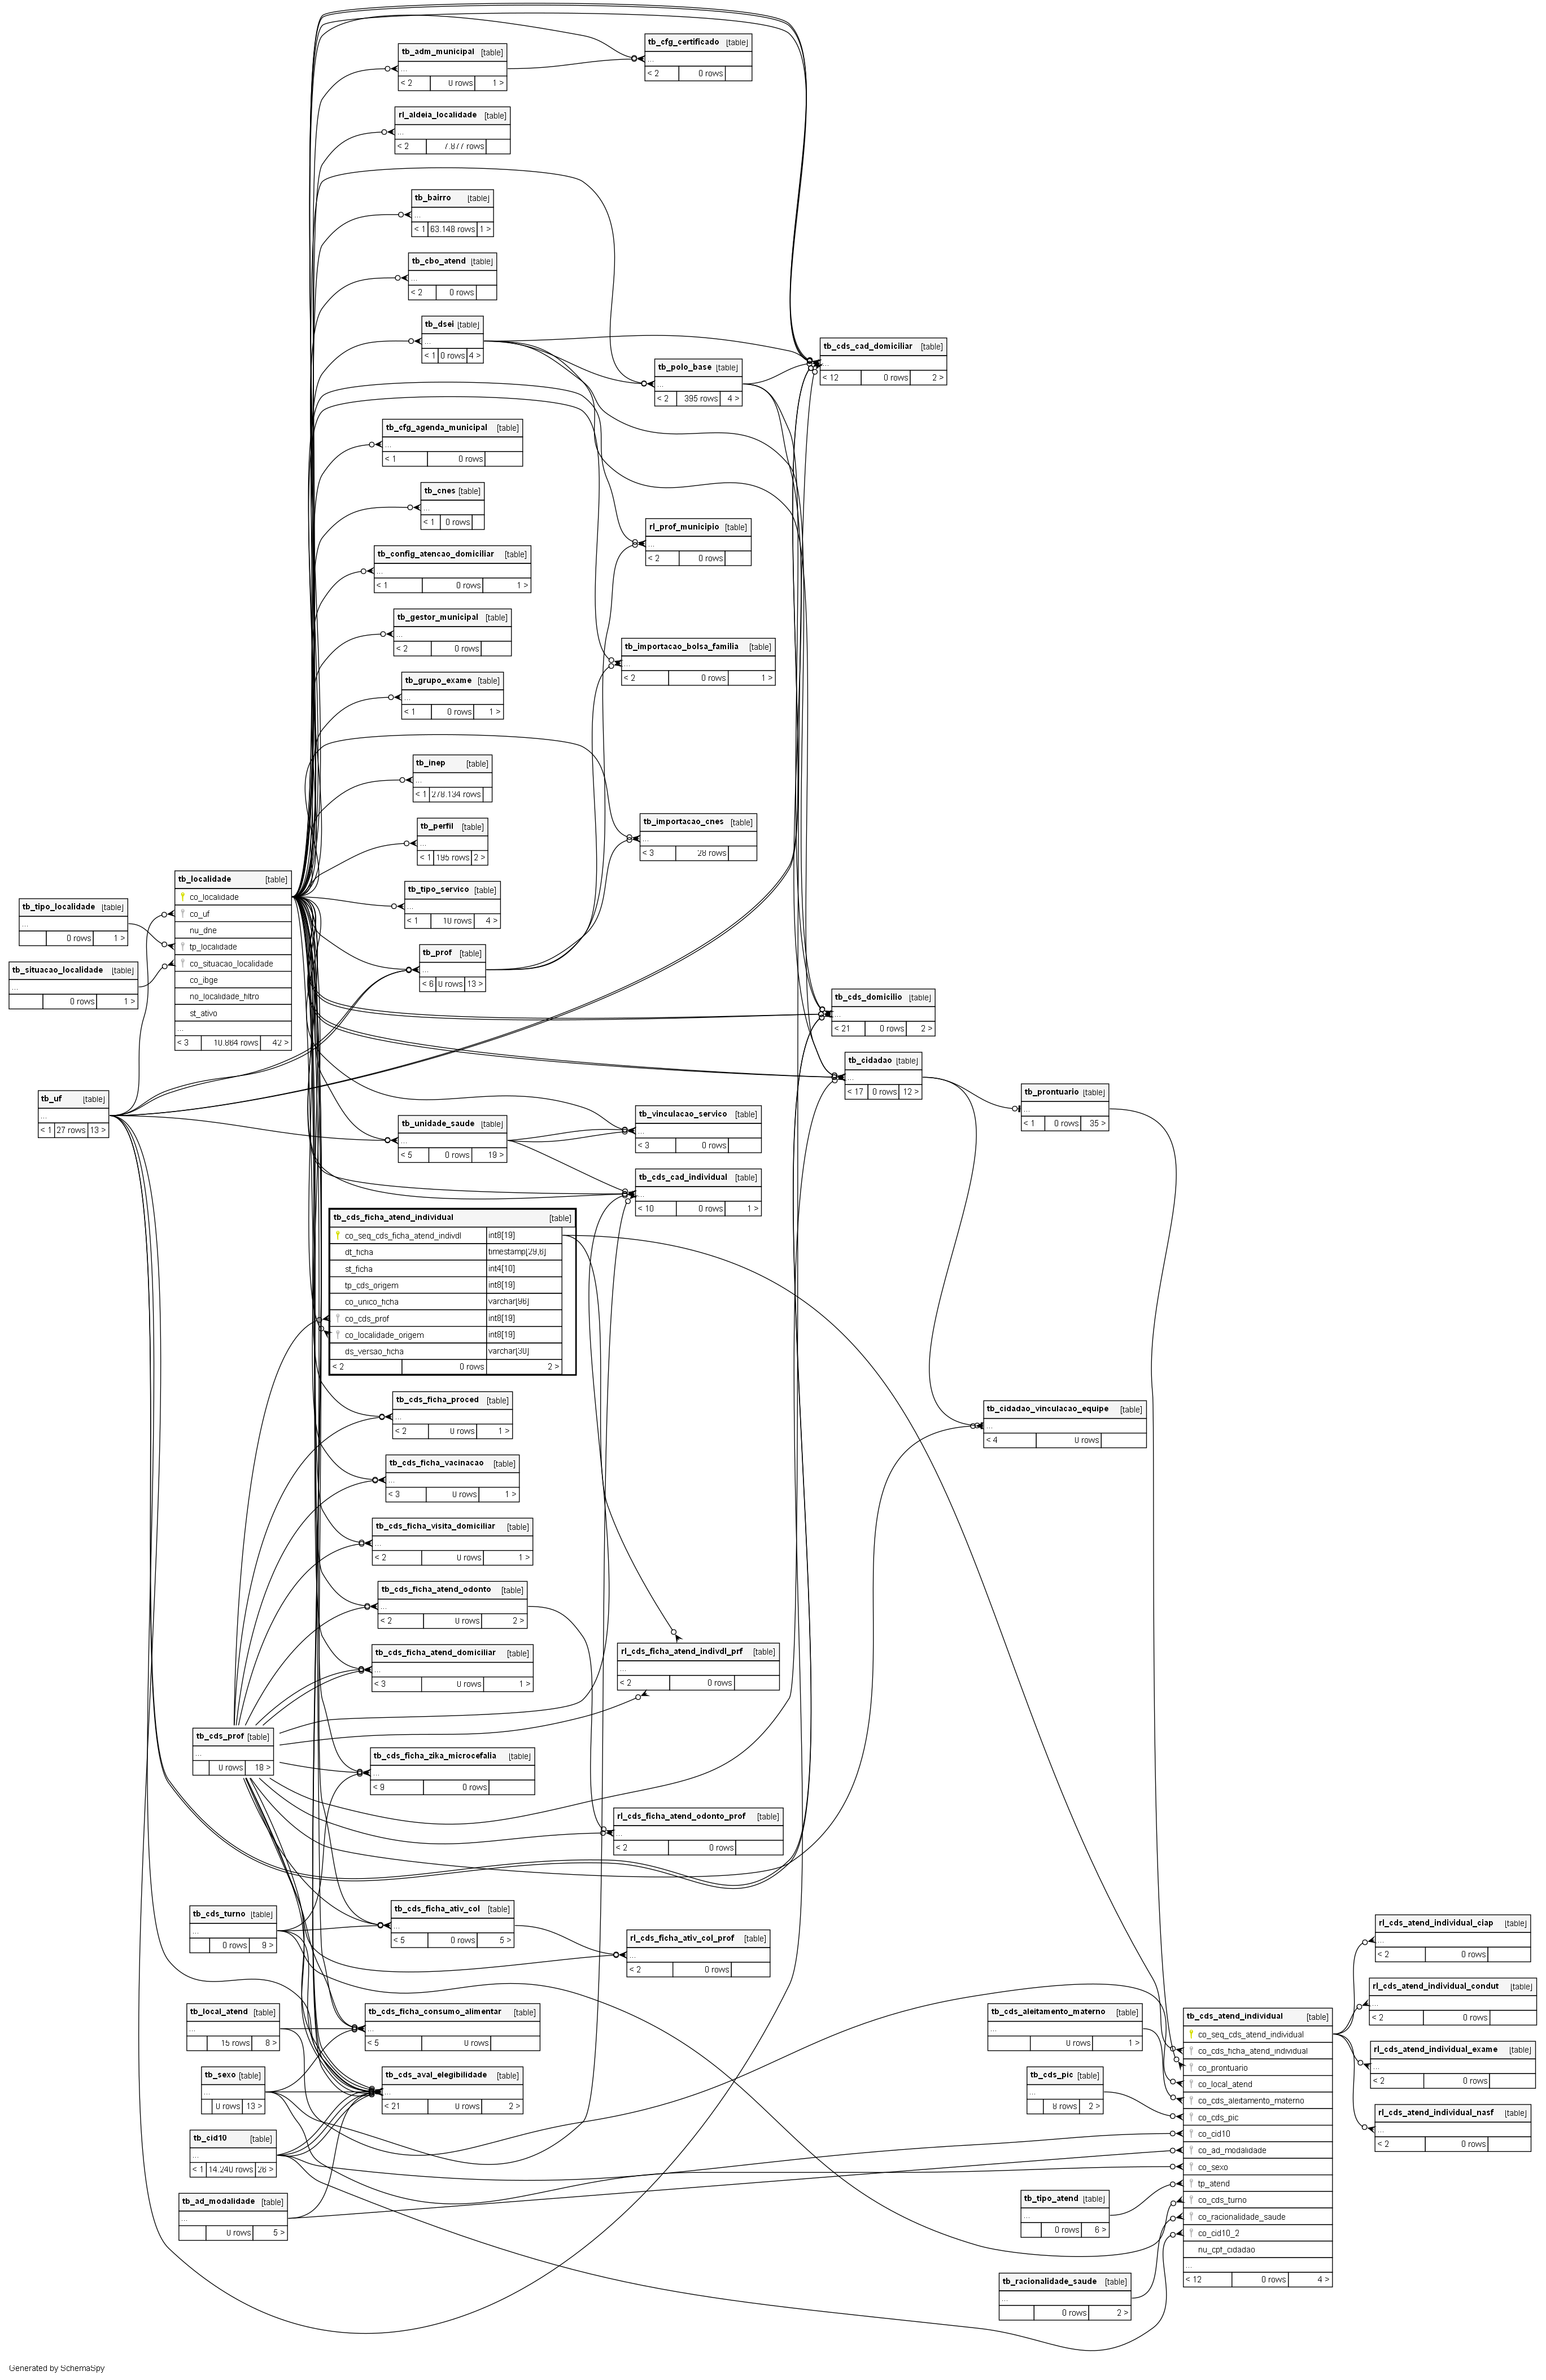 tb_adm_municipal [table]
...
< 2 0 rows 1 >
tb_cfg_certificado [table]
...
< 2 0 rows
rl_aldeia_localidade [table]
...
< 2 7.877 rows
tb_bairro [table]
...
< 1 63.148 rows 1 >
tb_cbo_atend [table]
...
< 2 0 rows
tb_dsei [table]
...
< 1 0 rows 4 >
tb_polo_base [table]
...
< 2 395 rows 4 >
tb_cds_cad_domiciliar [table]
...
< 12 0 rows 2 >
tb_cfg_agenda_municipal [table]
...
< 1 0 rows
tb_cnes [table]
...
< 1 0 rows
rl_prof_municipio [table]
...
< 2 0 rows
tb_config_atencao_domiciliar [table]
...
< 1 0 rows 1 >
tb_gestor_municipal [table]
...
< 2 0 rows
tb_importacao_bolsa_familia [table]
...
< 2 0 rows 1 >
tb_grupo_exame [table]
...
< 1 0 rows 1 >
tb_inep [table]
...
< 1 278.134 rows
tb_importacao_cnes [table]
...
< 3 28 rows
tb_perfil [table]
...
< 1 195 rows 2 >
tb_tipo_servico [table]
...
< 1 10 rows 4 >
tb_prof [table]
...
< 6 0 rows 13 >
tb_localidade [table]
co_localidade
co_uf
nu_dne
tp_localidade
co_situacao_localidade
co_ibge
no_localidade_filtro
st_ativo
...
< 3 10.864 rows 42 >
tb_tipo_localidade [table]
...
0 rows 1 >
tb_situacao_localidade [table]
...
0 rows 1 >
tb_uf [table]
...
< 1 27 rows 13 >
tb_cds_domicilio [table]
...
< 21 0 rows 2 >
tb_cidadao [table]
...
< 17 0 rows 12 >
tb_prontuario [table]
...
< 1 0 rows 35 >
tb_unidade_saude [table]
...
< 5 0 rows 19 >
tb_vinculacao_servico [table]
...
< 3 0 rows
tb_cds_cad_individual [table]
...
< 10 0 rows 1 >
tb_cds_ficha_atend_individual [table]
co_seq_cds_ficha_atend_indivdl int8[19]
dt_ficha timestamp[29,6]
st_ficha int4[10]
tp_cds_origem int8[19]
co_unico_ficha varchar[96]
co_cds_prof int8[19]
co_localidade_origem int8[19]
ds_versao_ficha varchar[30]
< 2 0 rows 2 >
tb_cds_ficha_proced [table]
...
< 2 0 rows 1 >
tb_cidadao_vinculacao_equipe [table]
...
< 4 0 rows
tb_cds_ficha_vacinacao [table]
...
< 3 0 rows 1 >
tb_cds_ficha_visita_domiciliar [table]
...
< 2 0 rows 1 >
tb_cds_ficha_atend_odonto [table]
...
< 2 0 rows 2 >
tb_cds_ficha_atend_domiciliar [table]
...
< 3 0 rows 1 >
rl_cds_ficha_atend_indivdl_prf [table]
...
< 2 0 rows
tb_cds_prof [table]
...
0 rows 18 >
tb_cds_ficha_zika_microcefalia [table]
...
< 9 0 rows
rl_cds_ficha_atend_odonto_prof [table]
...
< 2 0 rows
tb_cds_turno [table]
...
0 rows 9 >
tb_cds_ficha_ativ_col [table]
...
< 5 0 rows 5 >
rl_cds_ficha_ativ_col_prof [table]
...
< 2 0 rows
tb_local_atend [table]
...
15 rows 8 >
tb_cds_ficha_consumo_alimentar [table]
...
< 5 0 rows
tb_sexo [table]
...
0 rows 13 >
tb_cds_aval_elegibilidade [table]
...
< 21 0 rows 2 >
tb_cid10 [table]
...
< 1 14.240 rows 26 >
tb_ad_modalidade [table]
...
0 rows 5 >
tb_cds_aleitamento_materno [table]
...
0 rows 1 >
tb_cds_pic [table]
...
8 rows 2 >
tb_tipo_atend [table]
...
0 rows 6 >
tb_racionalidade_saude [table]
...
0 rows 2 >
tb_cds_atend_individual [table]
co_seq_cds_atend_individual
co_cds_ficha_atend_individual
co_prontuario
co_local_atend
co_cds_aleitamento_materno
co_cds_pic
co_cid10
co_ad_modalidade
co_sexo
tp_atend
co_cds_turno
co_racionalidade_saude
co_cid10_2
nu_cpf_cidadao
...
< 12 0 rows 4 >
rl_cds_atend_individual_ciap [table]
...
< 2 0 rows
rl_cds_atend_individual_condut [table]
...
< 2 0 rows
rl_cds_atend_individual_exame [table]
...
< 2 0 rows
rl_cds_atend_individual_nasf [table]
...
< 2 0 rows
Generated by SchemaSpy